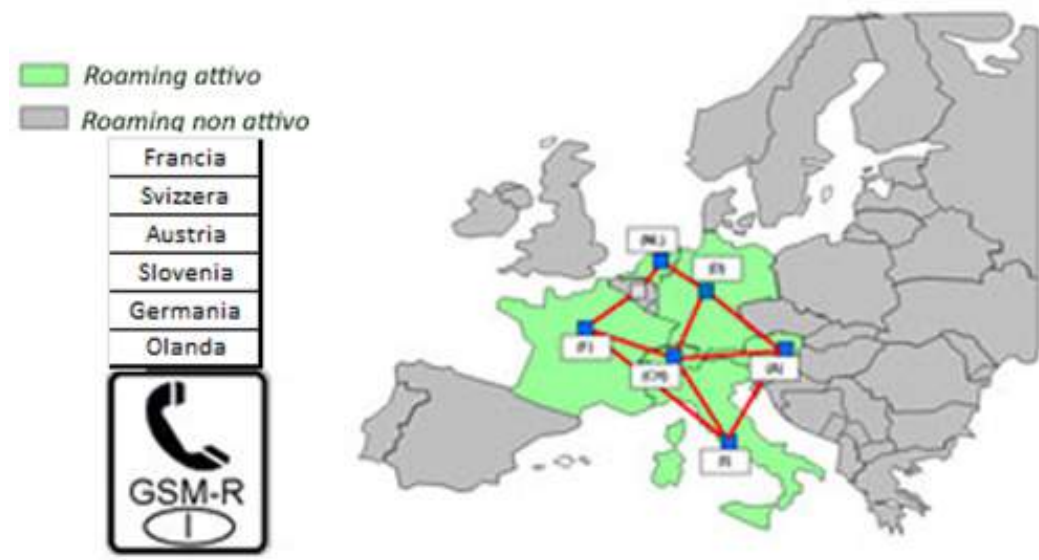 Roaming attivo
Roaming non attivo
Francia
Svizzera
Austria
Slovenia
Germania
Olanda
GSM-R
I
(NL)
(D)
(F)
(CH)
(A)
(I)